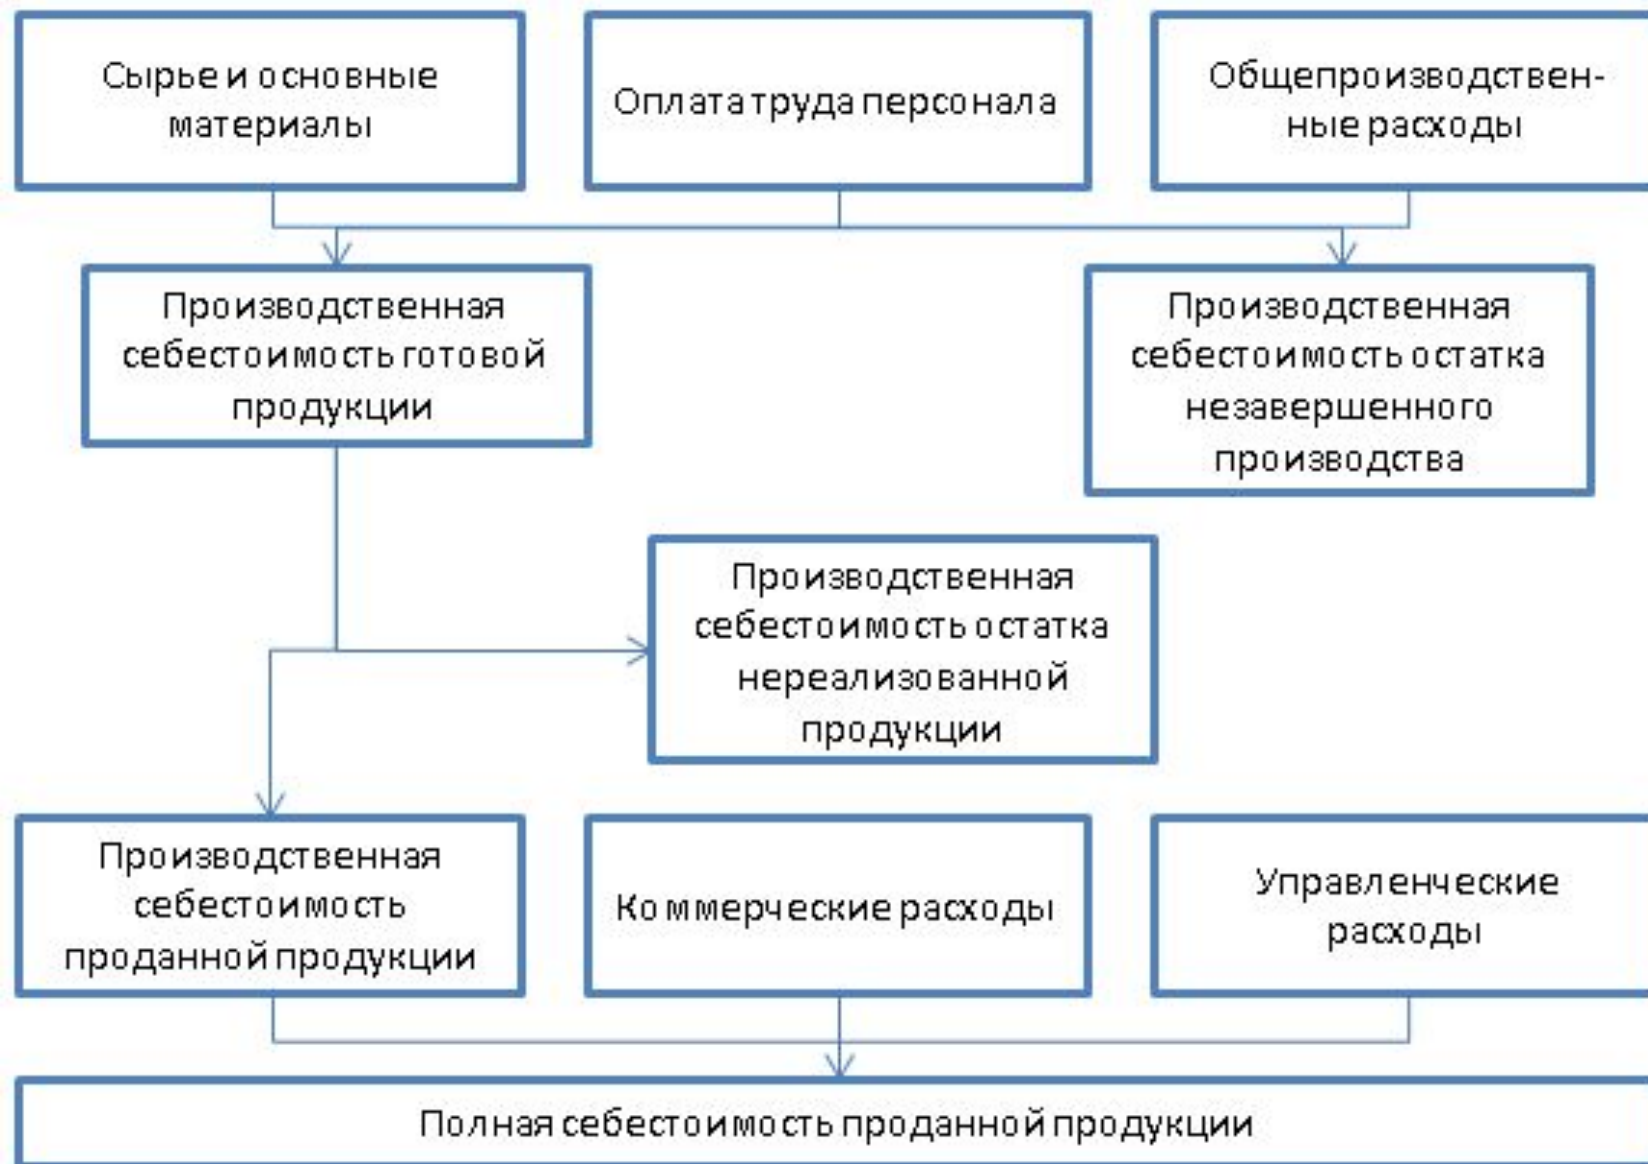 Сырье и основные
материалы
Оплата труда персонала
Общепроизводствен-
ные расходы
Производственная
себестоимость готовой
продукции
Производственная
себестоимость остатка
незавершенного
производства
Производственная
себестоимость остатка
нереализованной
продукции
Производственная
себестоимость
проданной продукции
Коммерческие расходы
Управленческие
расходы
Полная себестоимость проданной продукции